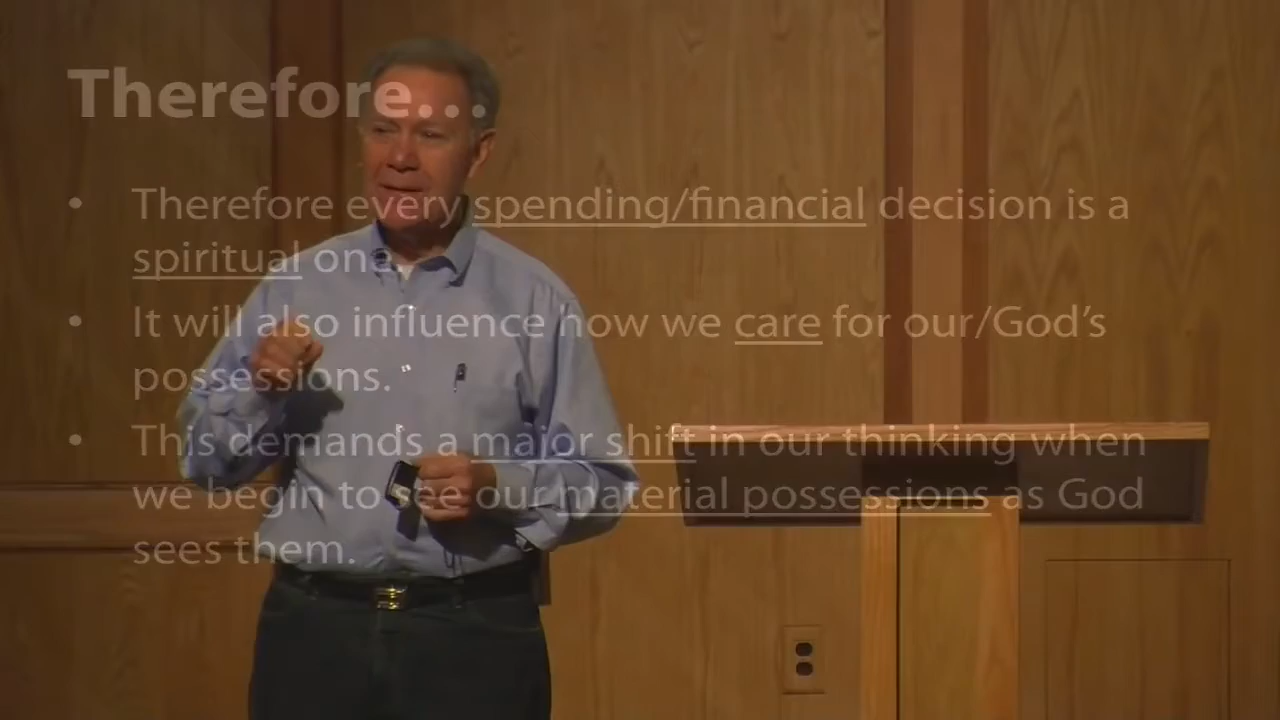 Therefore...
• Therefore every spending/financial decision is a
spiritual one.
• It will also influence how we care for our/God's
possessions.
• This demands a major shift in our thinking when
we begin to see our material possessions as God
sees them.